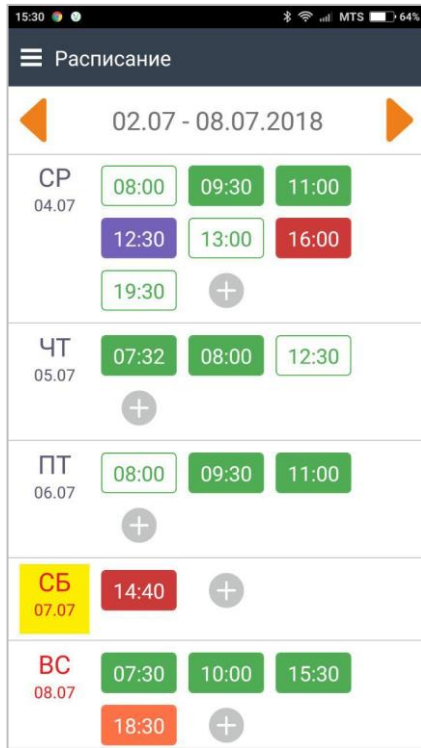 15:30 MTS 64%
Расписание
02.07 - 08.07.2018
СР 08:00 09:30 11:00
04.07
12:30 13:00 16:00
19:30 +
ЧТ 07:32 08:00 12:30
05.07
+
ПТ 08:00 09:30 11:00
06.07
+
СБ 14:40 +
07.07
ВС 07:30 10:00 15:30
08.07
18:30 +